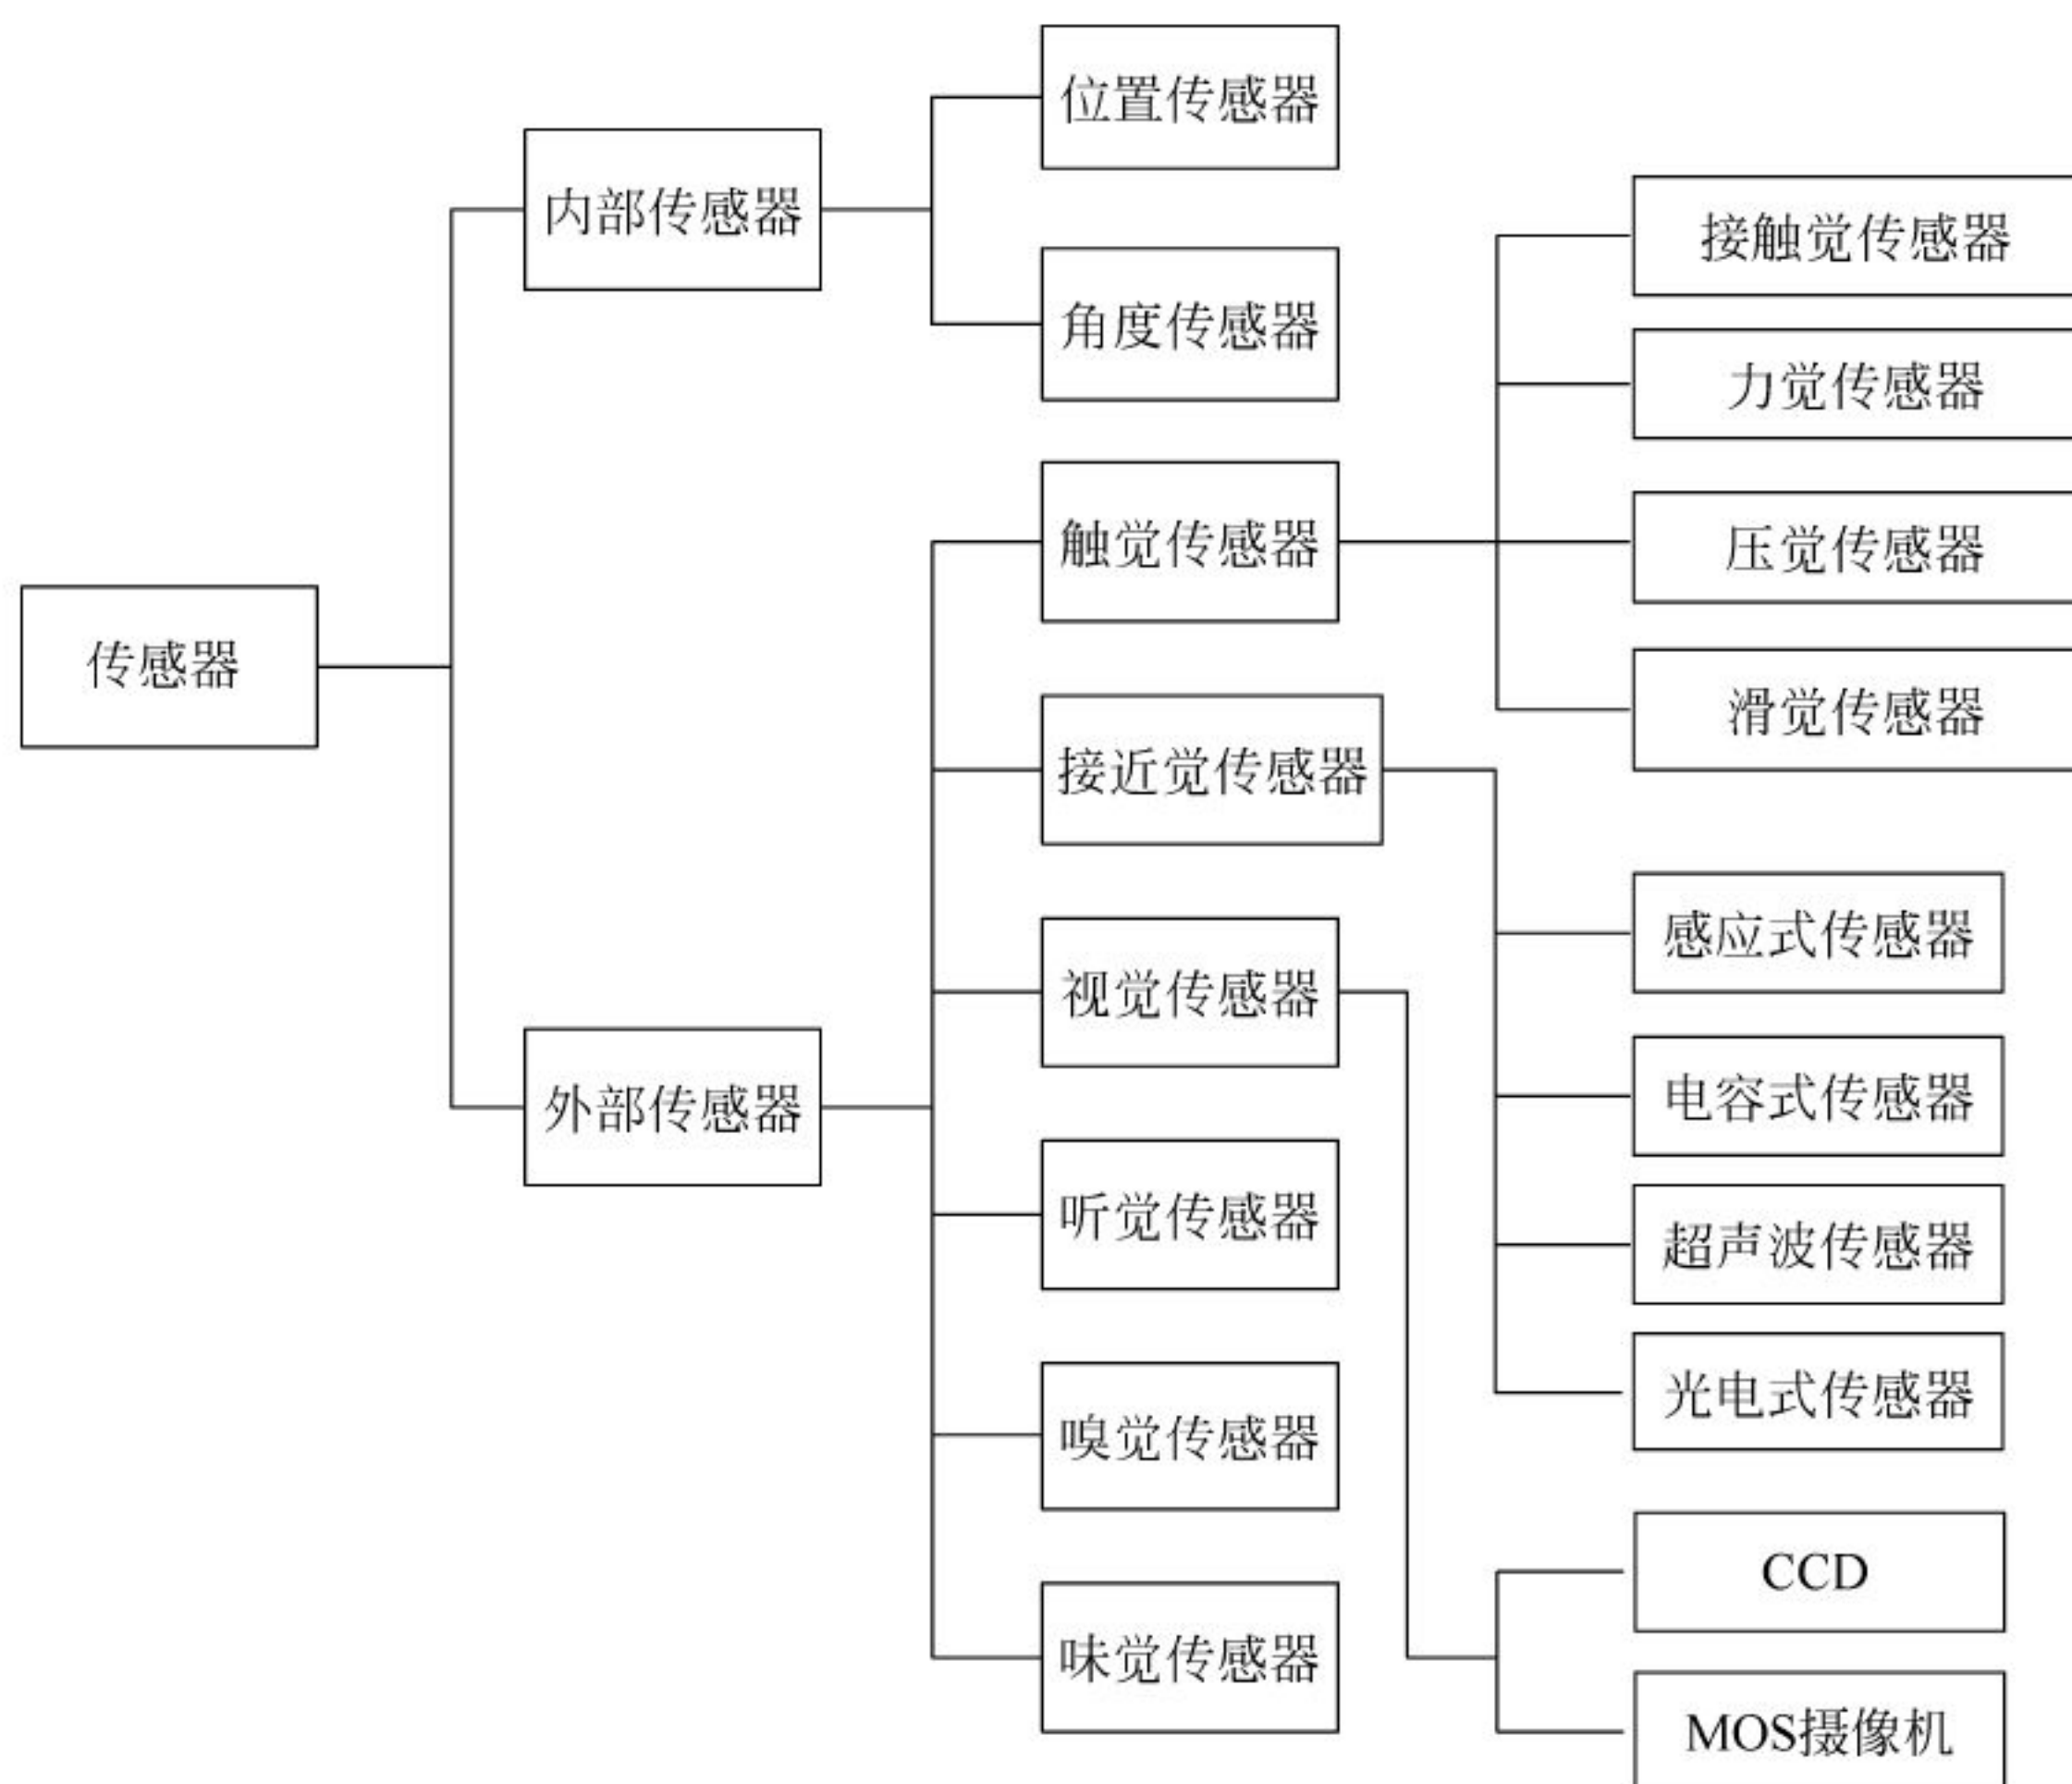 传感器
内部传感器
位置传感器
角度传感器
外部传感器
触觉传感器
接触觉传感器
力觉传感器
压觉传感器
滑觉传感器
接近觉传感器
感应式传感器
电容式传感器
超声波传感器
光电式传感器
视觉传感器
CCD
MOS摄像机
听觉传感器
嗅觉传感器
味觉传感器